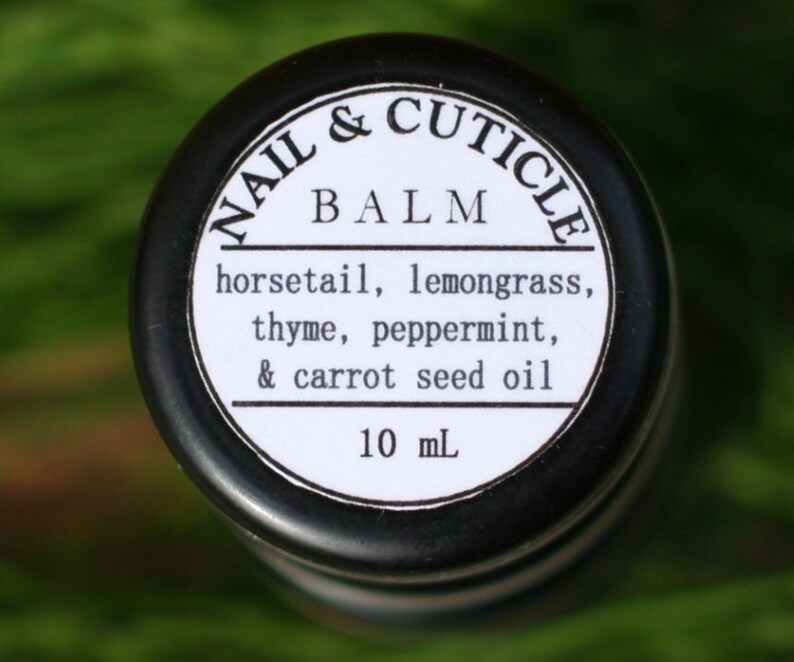 NAIL & CUTICLE
BALM
horsetail, lemongrass,
thyme, peppermint,
& carrot seed oil
10 mL